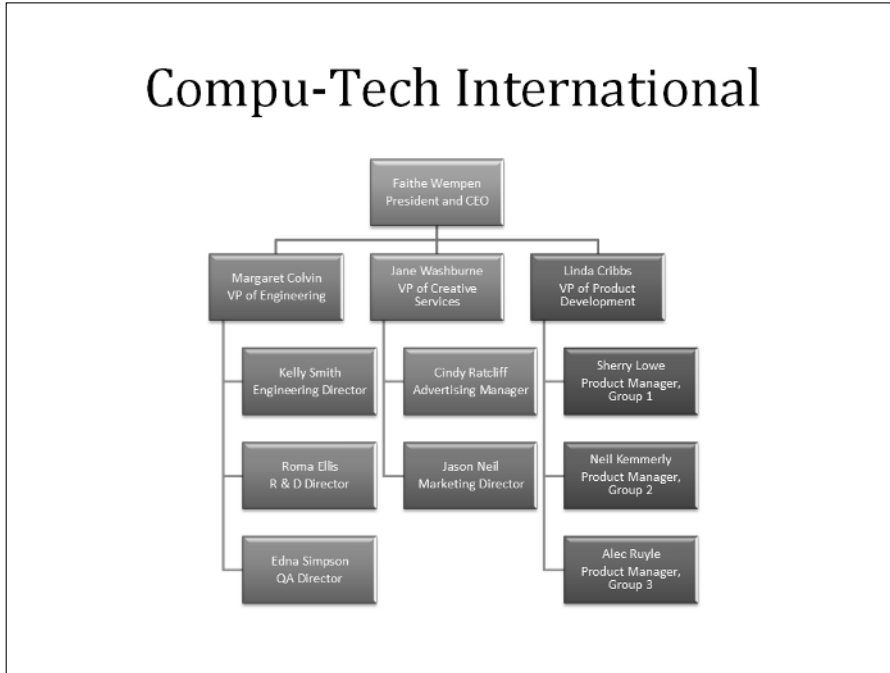 Compu-Tech International
Faithe Wempen
President and CEO
Margaret Colvin
VP of Engineering
Jane Washburne
VP of Creative
Services
Linda Cribbs
VP of Product
Development
Kelly Smith
Engineering Director
Cindy Ratcliff
Advertising Manager
Sherry Lowe
Product Manager,
Group 1
Roma Ellis
R & D Director
Jason Neil
Marketing Director
Neil Kemmerly
Product Manager,
Group 2
Edna Simpson
QA Director
Alec Ruyle
Product Manager,
Group 3